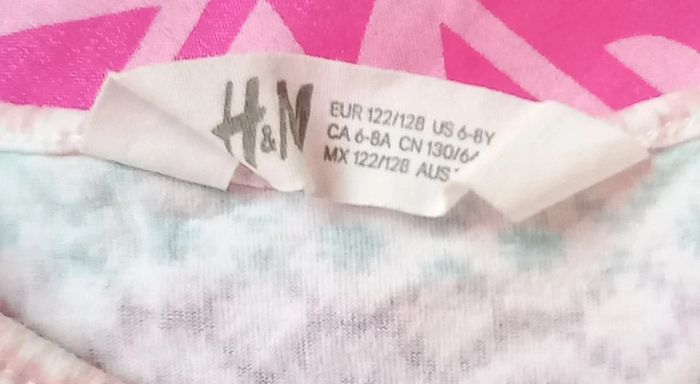 H&M
EUR 122/128 US 6-8Y
CA 6-8A CN 130/64
MX 122/128 AUS